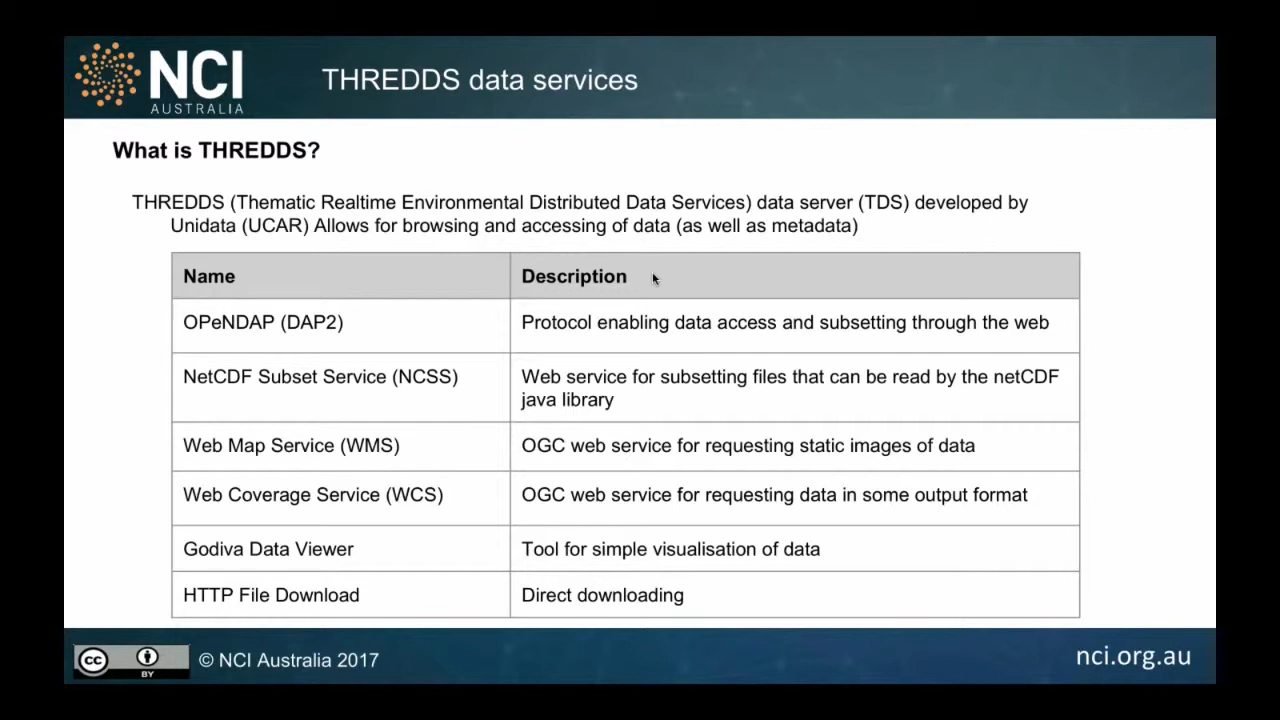 NCI
AUSTRALIA
THREDDS data services
What is THREDDS?
THREDDS (Thematic Realtime Environmental Distributed Data Services) data server (TDS) developed by
Unidata (UCAR) Allows for browsing and accessing of data (as well as metadata)
Name Description
OPeNDAP (DAP2) Protocol enabling data access and subsetting through the web
NetCDF Subset Service (NCSS) Web service for subsetting files that can be read by the netCDF
java library
Web Map Service (WMS) OGC web service for requesting static images of data
Web Coverage Service (WCS) OGC web service for requesting data in some output format
Godiva Data Viewer Tool for simple visualisation of data
HTTP File Download Direct downloading
cc BY © NCI Australia 2017 nci.org.au